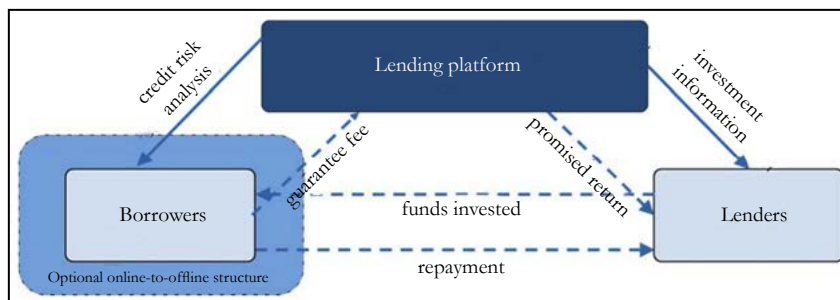 Lending platform
credit risk
analysis
investment
information
guarantee fee
promised return
Borrowers
funds invested
Lenders
repayment
Optional online-to-offline structure